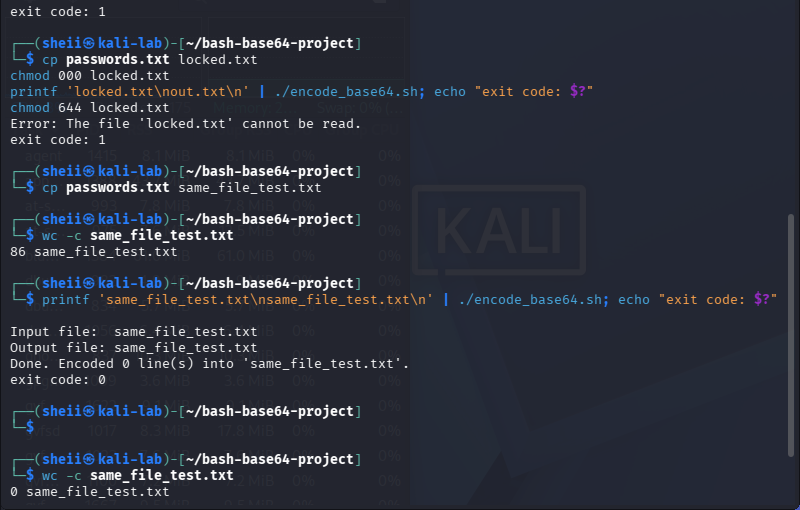 exit code: 1
┌──(sheii㉿kali-lab)-[~/bash-base64-project]
└─$ cp passwords.txt locked.txt
chmod 000 locked.txt
printf 'locked.txt\nout.txt\n' | ./encode_base64.sh; echo "exit code: $?"
chmod 644 locked.txt
Error: The file 'locked.txt' cannot be read.
exit code: 1
┌──(sheii㉿kali-lab)-[~/bash-base64-project]
└─$ cp passwords.txt same_file_test.txt
┌──(sheii㉿kali-lab)-[~/bash-base64-project]
└─$ wc -c same_file_test.txt
86 same_file_test.txt
┌──(sheii㉿kali-lab)-[~/bash-base64-project]
└─$ printf 'same_file_test.txt\nsame_file_test.txt\n' | ./encode_base64.sh; echo "exit code: $?"
Input file:  same_file_test.txt
Output file: same_file_test.txt
Done. Encoded 0 line(s) into 'same_file_test.txt'.
exit code: 0
┌──(sheii㉿kali-lab)-[~/bash-base64-project]
└─$
┌──(sheii㉿kali-lab)-[~/bash-base64-project]
└─$ wc -c same_file_test.txt
0 same_file_test.txt
KALI